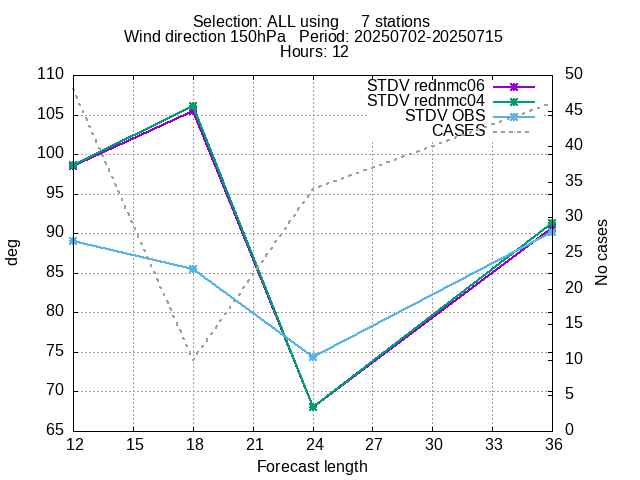 Selection: ALL using     7 stations
Wind direction 150hPa   Period: 20250702-20250715
Hours: 12
110
105
100
95
90
85
80
75
70
65
deg
50
45
40
35
30
25
20
15
10
5
0
No cases
STDV rednmc06
STDV rednmc04
STDV OBS
CASES
12 15 18 21 24 27 30 33 36
Forecast length